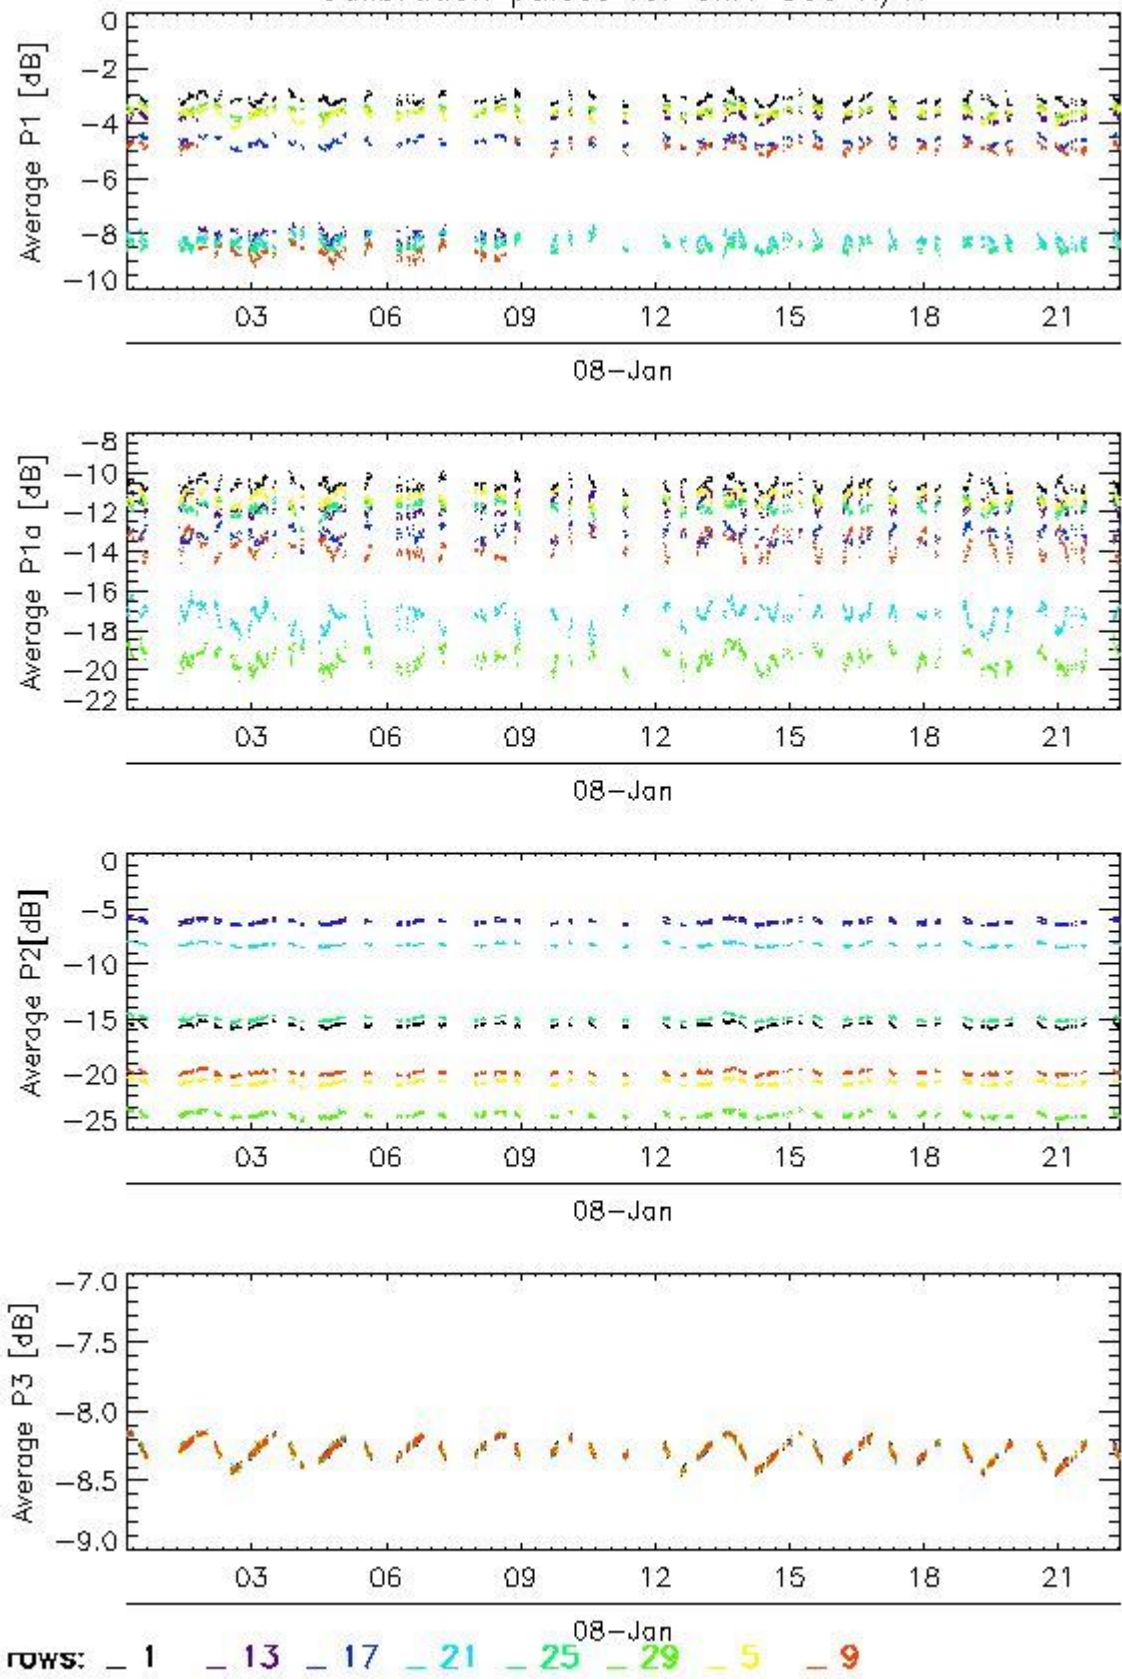 0
-2
Average P1 [dB]
-4
-6
-8
-10
03 06 09 12 15 18 21
08-Jan
-8
-10
Average P1a [dB]
-12
-14
-16
-18
-20
-22
03 06 09 12 15 18 21
08-Jan
0
-5
Average P2[dB]
-10
-15
-20
-25
03 06 09 12 15 18 21
08-Jan
-7.0
-7.5
Average P3 [dB]
-8.0
-8.5
-9.0
03 06 09 12 15 18 21
08-Jan
rows: _ 1 _ 13 _ 17 _ 21 _ 25 _ 29 _ 5 _ 9